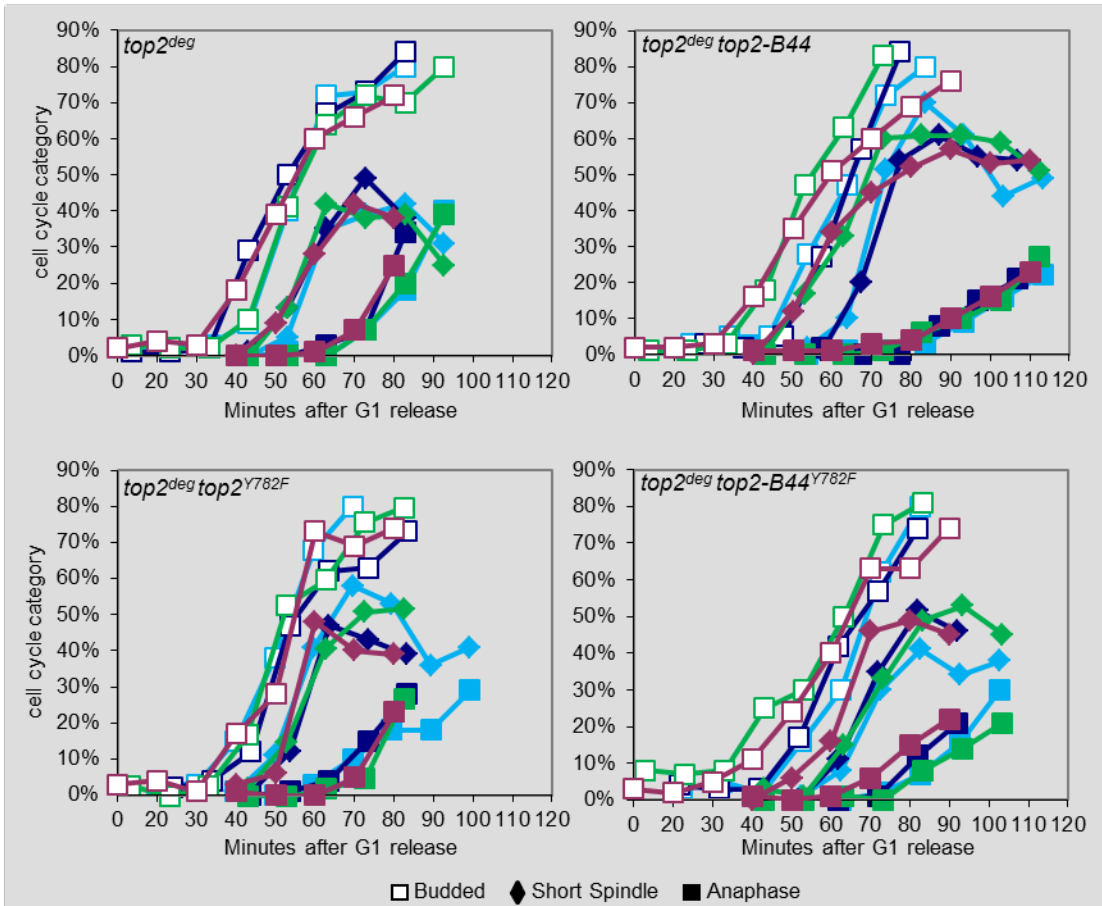 top2deg
90%
80%
70%
60%
50%
40%
30%
20%
10%
0%
cell cycle category
0 20 30 40 50 60 70 80 90 100 110 120
Minutes after G1 release
top2deg top2-B44
90%
80%
70%
60%
50%
40%
30%
20%
10%
0%
0 20 30 40 50 60 70 80 90 100 110 120
Minutes after G1 release
top2deg top2Y782F
90%
80%
70%
60%
50%
40%
30%
20%
10%
0%
cell cycle category
0 20 30 40 50 60 70 80 90 100 110 120
Minutes after G1 release
top2deg top2-B44Y782F
90%
80%
70%
60%
50%
40%
30%
20%
10%
0%
0 20 30 40 50 60 70 80 90 100 110 120
Minutes after G1 release
Budded Short Spindle Anaphase